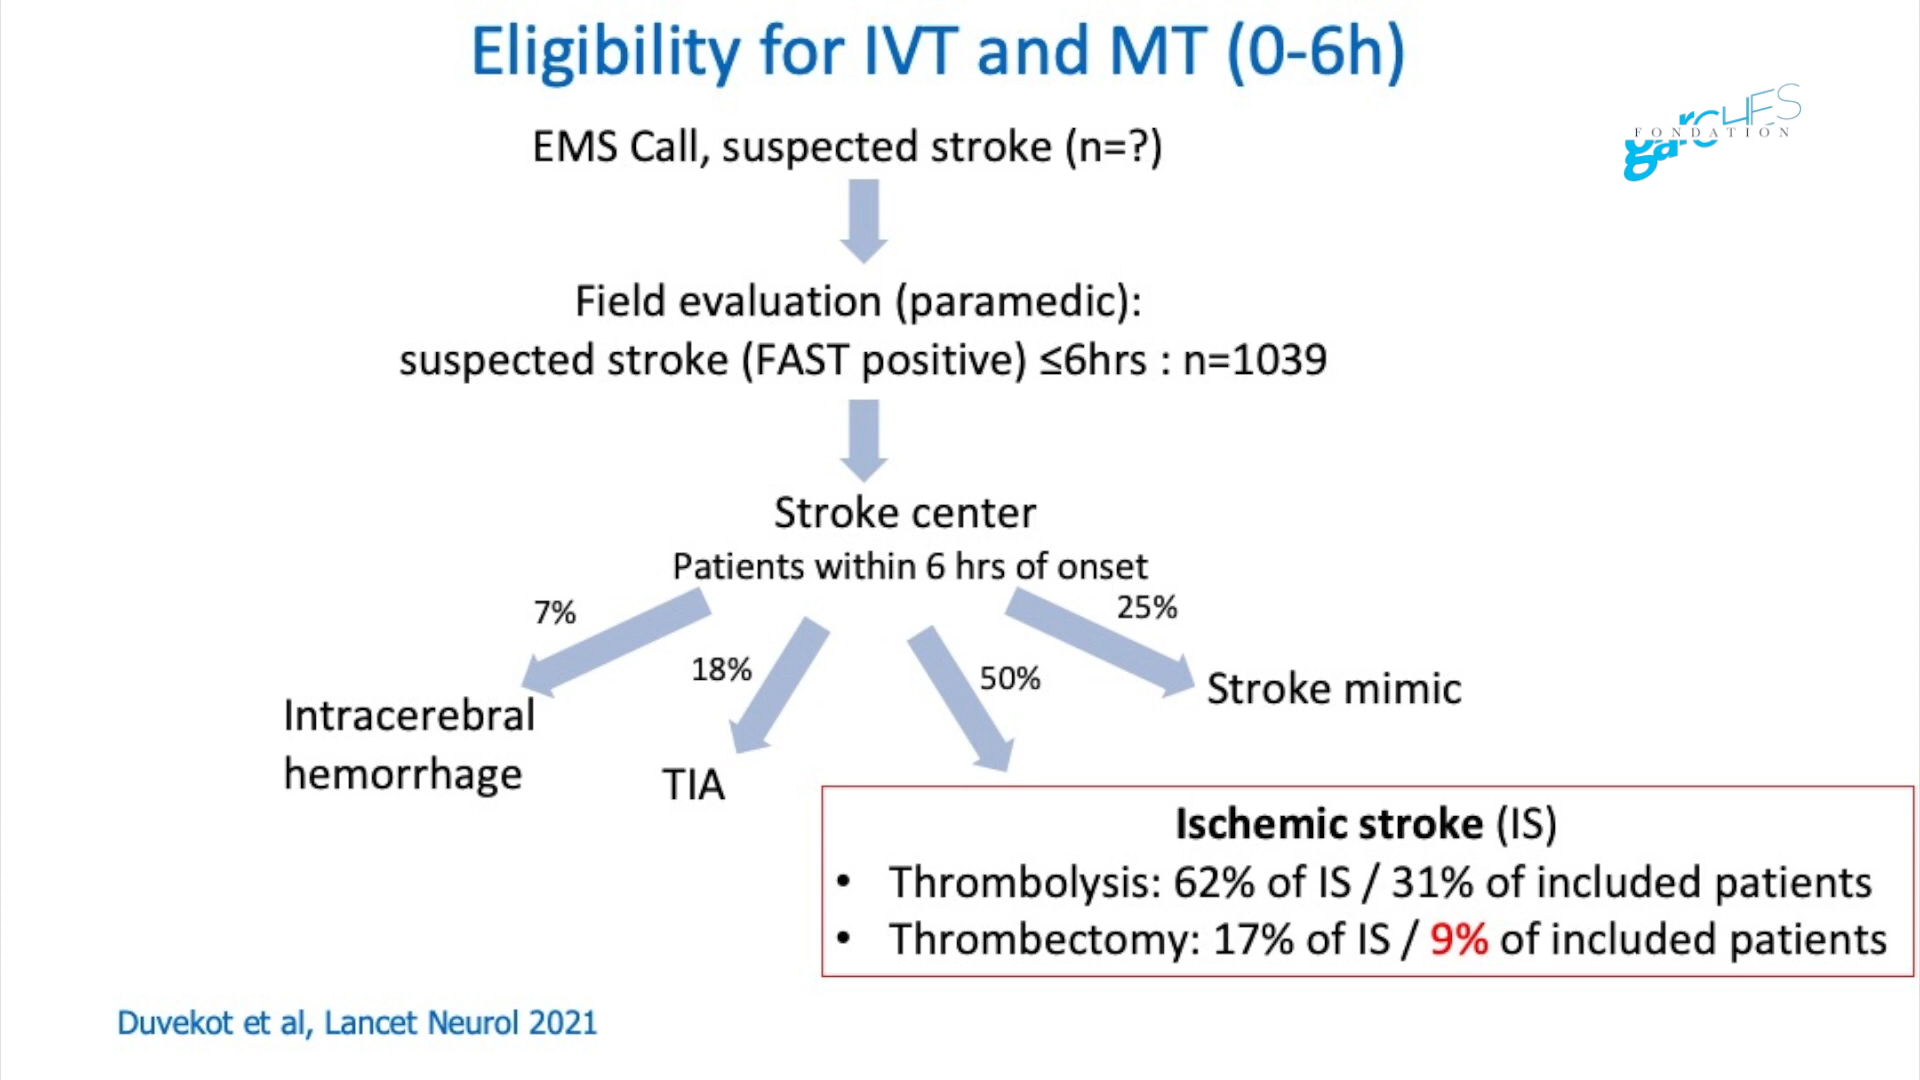 Eligibility for IVT and MT (0-6h)
garcHES
FONDATION
EMS Call, suspected stroke (n=?)
Field evaluation (paramedic):
suspected stroke (FAST positive) ≤6hrs : n=1039
Stroke center
Patients within 6 hrs of onset
7%
18%
50%
25%
Intracerebral
hemorrhage
TIA
Stroke mimic
Ischemic stroke (IS)
• Thrombolysis: 62% of IS / 31% of included patients
• Thrombectomy: 17% of IS / 9% of included patients
Duvekot et al, Lancet Neurol 2021